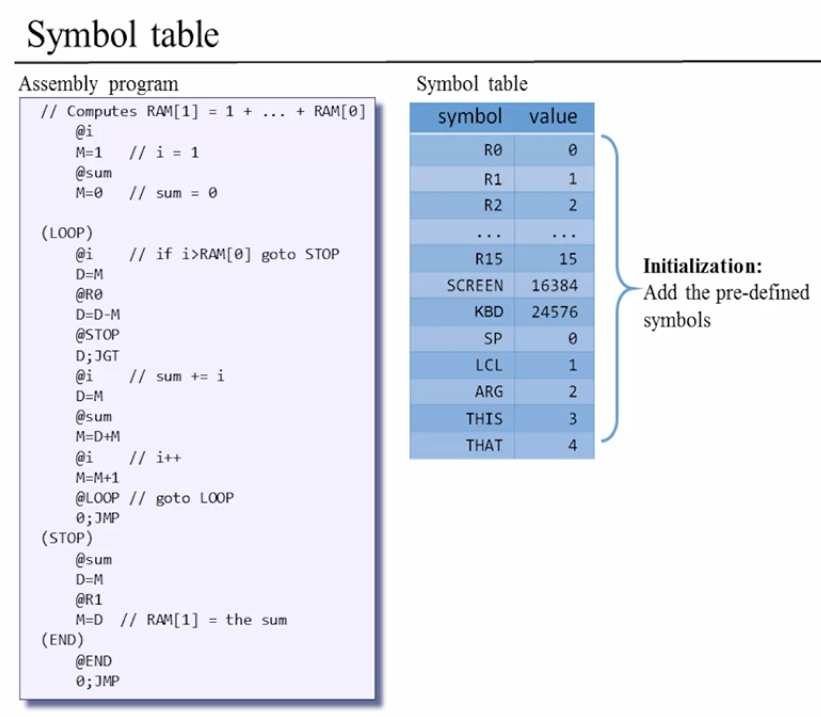 Symbol table
Assembly program
// Computes RAM[1] = 1 + ... + RAM[0]
@i
M=1 // i = 1
@sum
M=0 // sum = 0
(LOOP)
@i // if i>RAM[0] goto STOP
D=M
@R0
D=D-M
@STOP
D;JGT
@i // sum += i
D=M
@sum
M=D+M
@i // i++
M=M+1
@LOOP // goto LOOP
0;JMP
(STOP)
@sum
D=M
@R1
M=D // RAM[1] = the sum
(END)
@END
0;JMP
Symbol table
symbol value
R0 0
R1 1
R2 2
... ...
R15 15
SCREEN 16384
KBD 24576
SP 0
LCL 1
ARG 2
THIS 3
THAT 4
Initialization:
Add the pre-defined
symbols